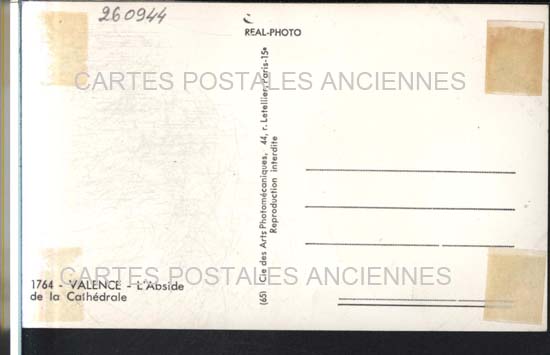 260944
REAL-PHOTO
CARTES POSTALES ANCIENNES
(65) Cie des Arts Photomécaniques, 44, r. Letellier, Paris-15e
Reproduction interdite
CARTES POSTALES ANCIENNES
1764 - VALENCE - L'Abside
de la Cathédrale